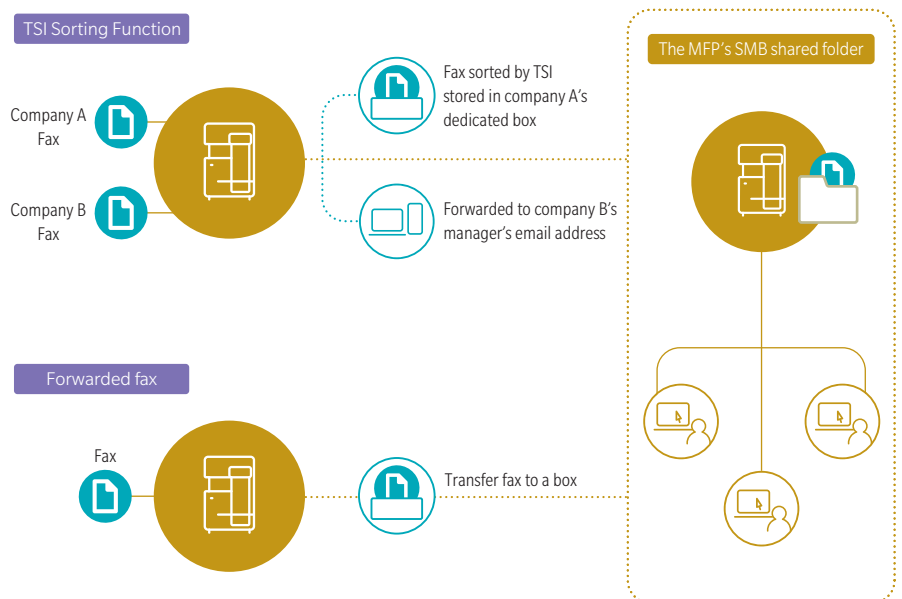 TSI Sorting Function
Company A
Fax
Company B
Fax
Fax sorted by TSI
stored in company A's
dedicated box
Forwarded to company B's
manager's email address
The MFP's SMB shared folder
Forwarded fax
Fax
Transfer fax to a box